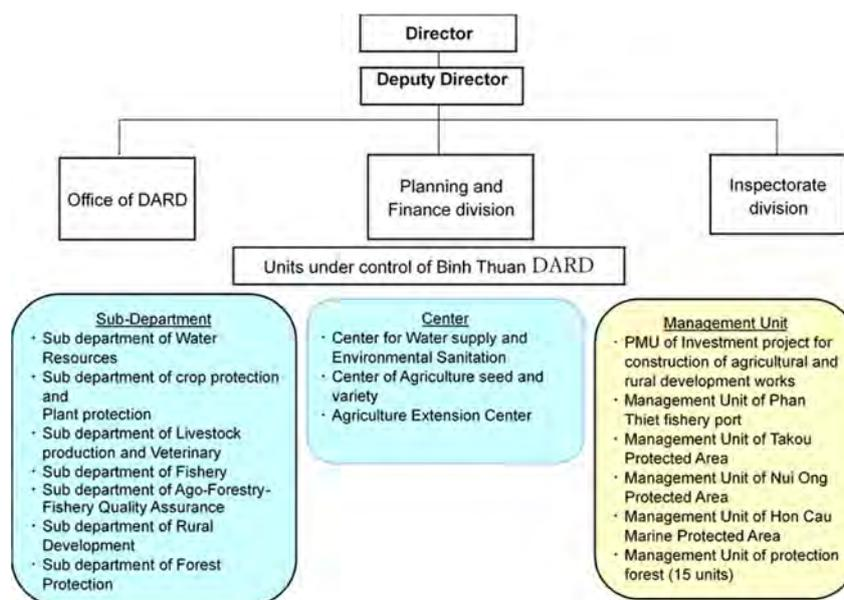 Director
Deputy Director
Office of DARD
Planning and
Finance division
Inspectorate
division
Units under control of Binh Thuan DARD
Sub-Department
· Sub department of Water
Resources
· Sub department of crop protection
and
Plant protection
· Sub department of Livestock
production and Veterinary
· Sub department of Fishery
· Sub department of Ago-Forestry-
Fishery Quality Assurance
· Sub department of Rural
Development
· Sub department of Forest
Protection
Center
· Center for Water supply and
Environmental Sanitation
· Center of Agriculture seed and
variety
· Agriculture Extension Center
Management Unit
· PMU of Investment project for
construction of agricultural and
rural development works
· Management Unit of Phan
Thiet fishery port
· Management Unit of Takou
Protected Area
· Management Unit of Nui Ong
Protected Area
· Management Unit of Hon Cau
Marine Protected Area
· Management Unit of protection
forest (15 units)